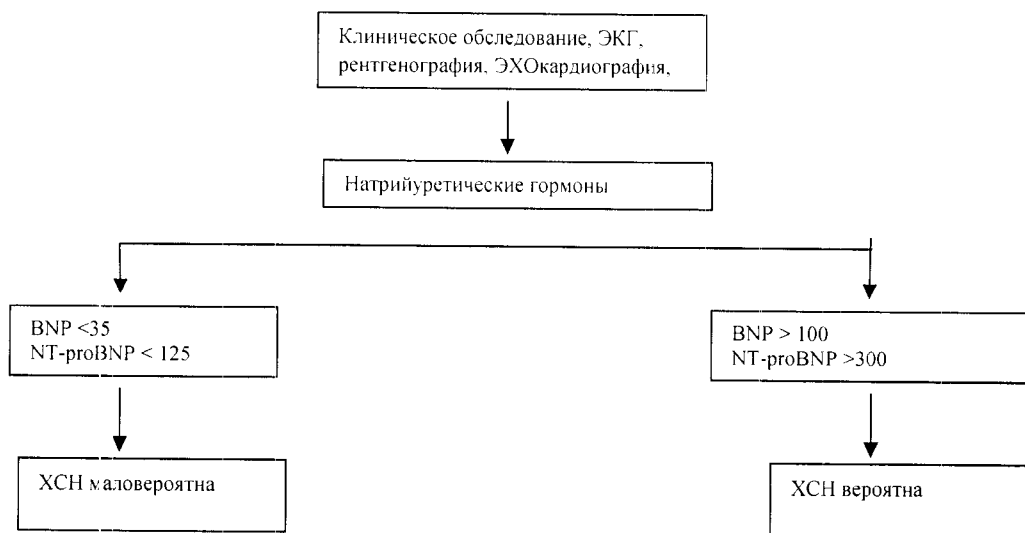 Клиническое обследование, ЭКГ,
рентгенография, ЭХОкардиография,
Натрийуретические гормоны
BNP <35
NT-proBNP < 125
BNP > 100
NT-proBNP >300
ХСН маловероятна
ХСН вероятна